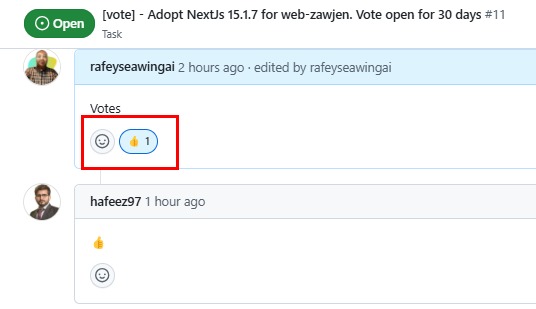 Open
[vote] - Adopt NextJs 15.1.7 for web-zawjen. Vote open for 30 days #11
Task
rafeyseawingai 2 hours ago · edited by rafeyseawingai
Votes
👍 1
hafeez97 1 hour ago
👍